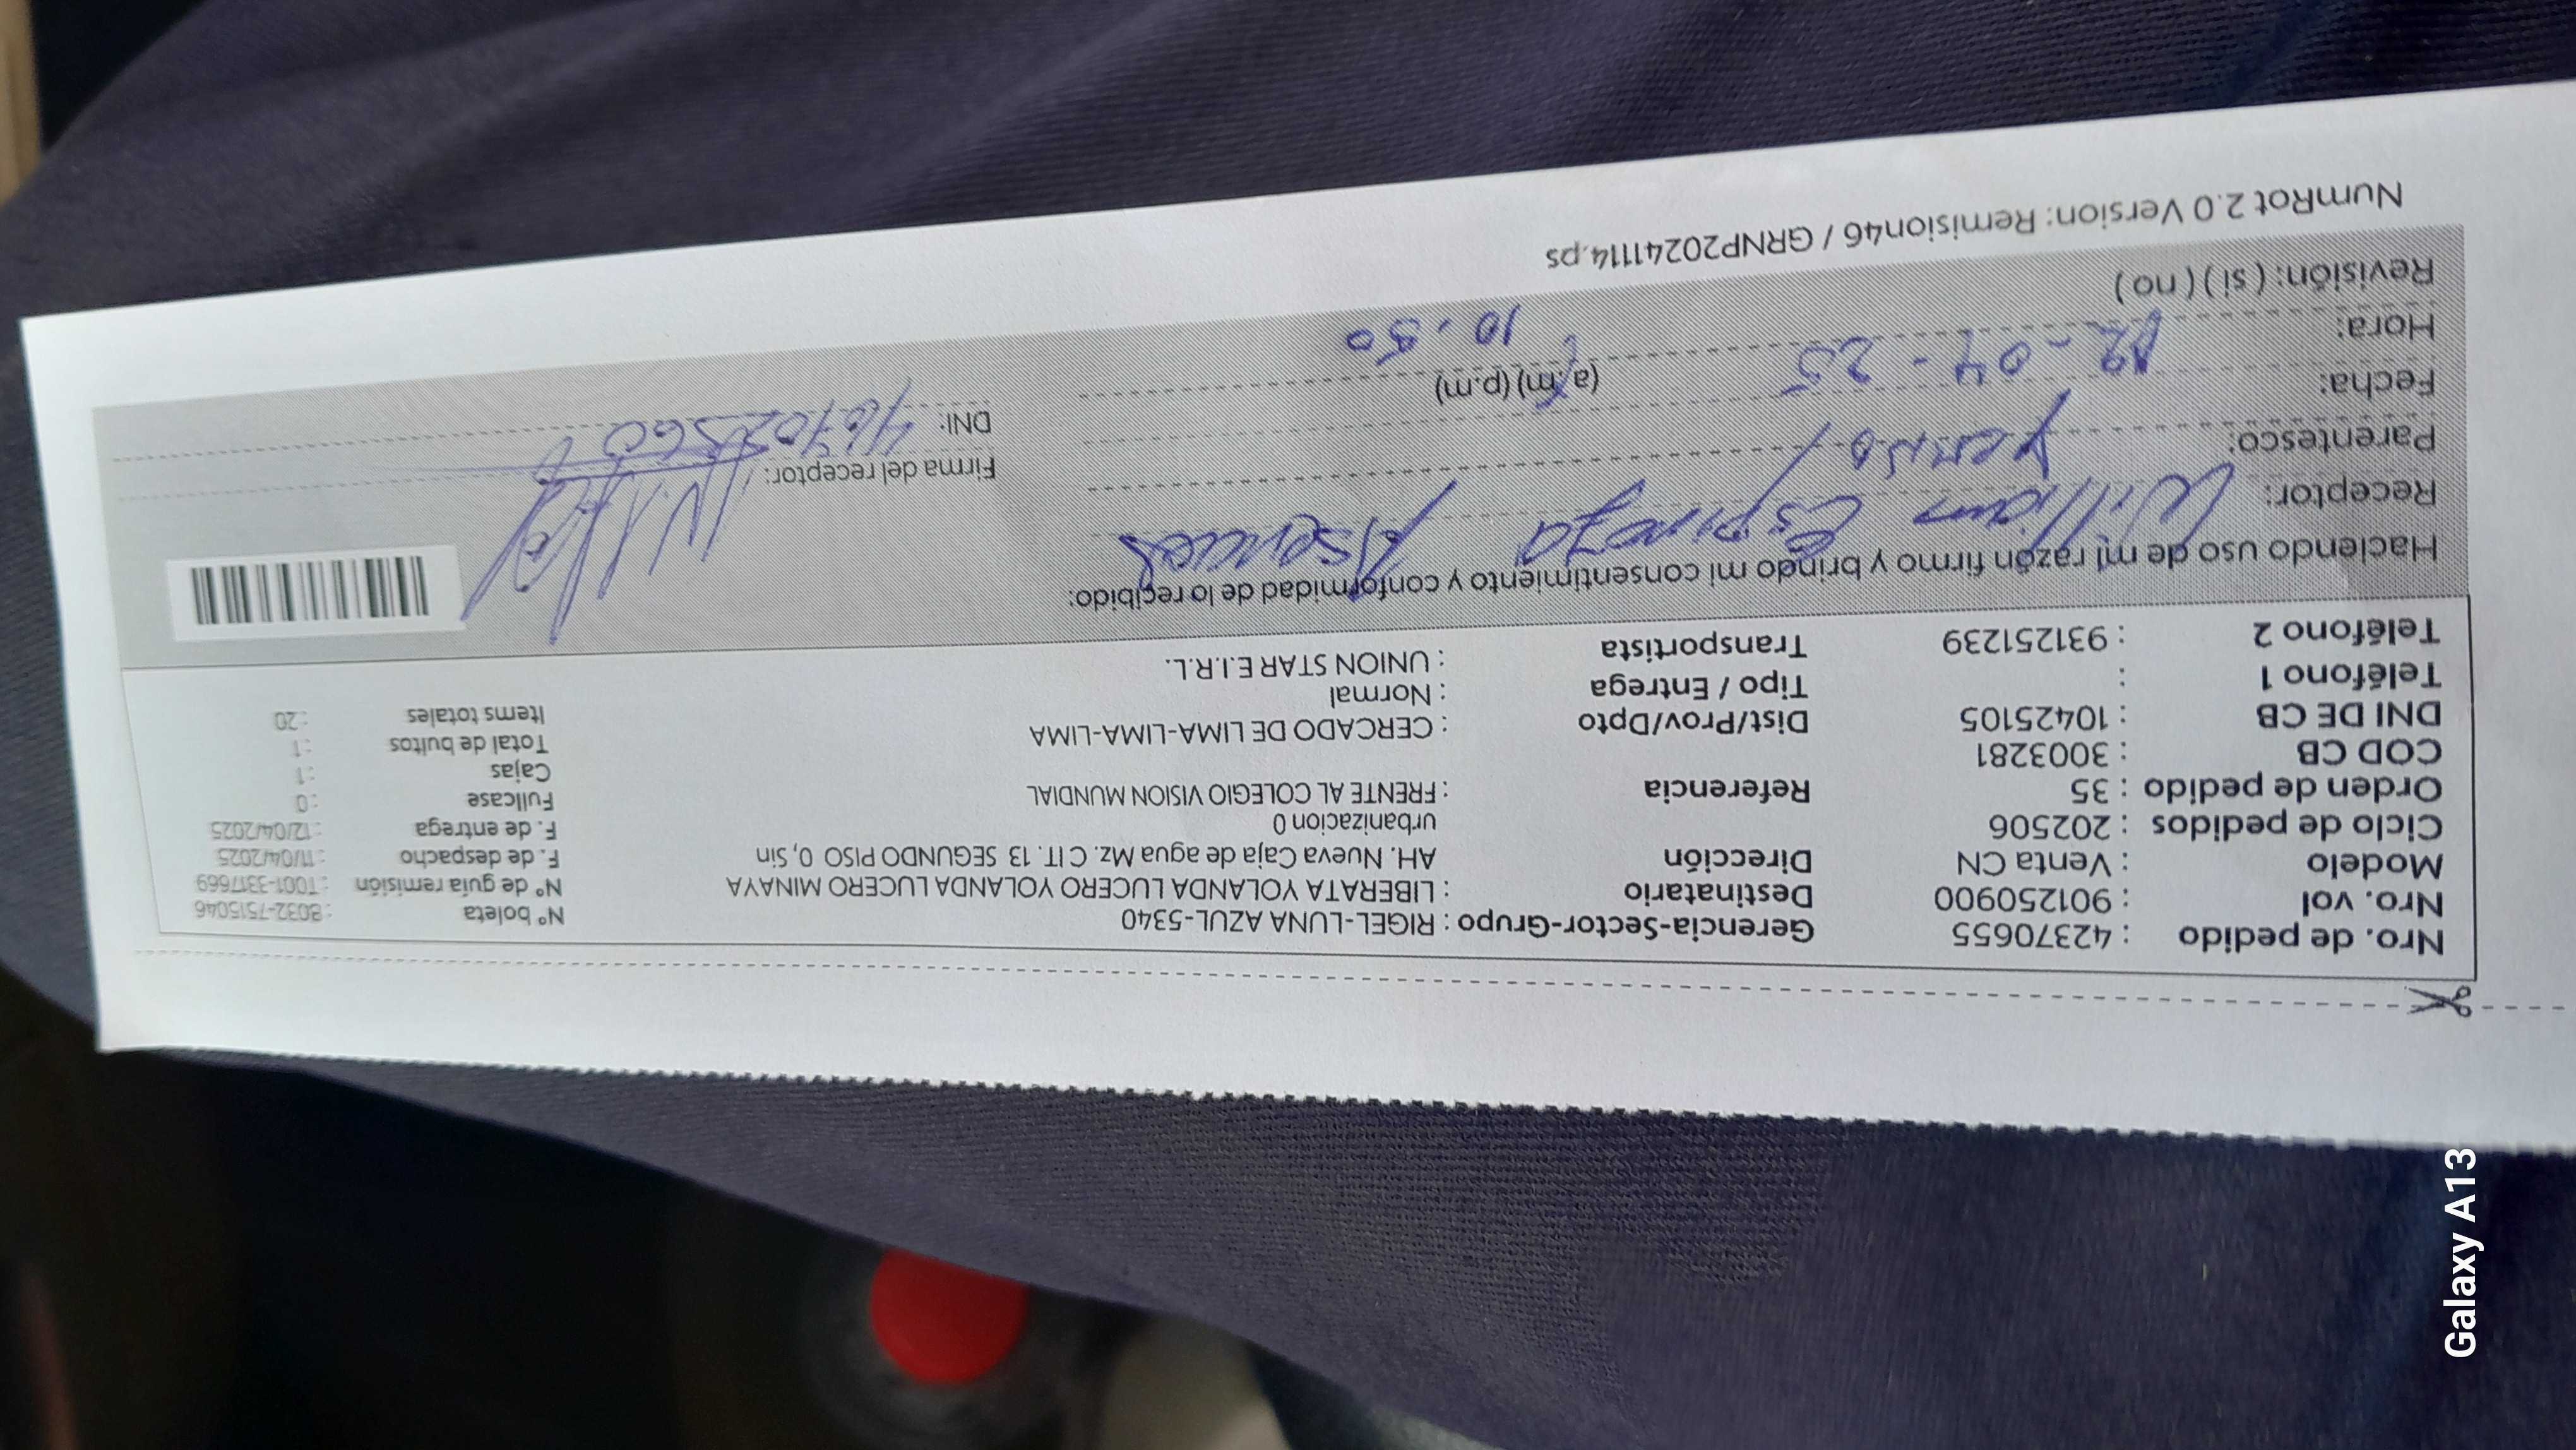 Nro. de pedido : 42370655 Gerencia-Sector-Grupo : RIGEL-LUNA AZUL-5340 Nº boleta : B032-7515046
Nro. vol : 901250900 Destinatario : LIBERATA YOLANDA LUCERO YOLANDA LUCERO MINAYA Nº de guía remisión : T001-3317669
Modelo : Venta CN Dirección AH. Nueva Caja de agua Mz. C1T. 13 SEGUNDO PISO 0, Sin F. de despacho : 11/04/2025
urbanizacion 0 F. de entrega : 12/04/2025
Ciclo de pedidos : 202506
Orden de pedido : 35 Referencia : FRENTE AL COLEGIO VISION MUNDIAL Fullcase : 0
COD CB : 3003281 Cajas : 1
DNI DE CB : 10425105 Dist/Prov/Dpto : CERCADO DE LIMA-LIMA-LIMA Total de bultos : 1
Teléfono 1 : Tipo / Entrega : Normal Items totales : 20
Teléfono 2 : 931251239 Transportista : UNION STAR E.I.R.L.
Haciendo uso de mi razón firmo y brindo mi consentimiento y conformidad de lo recibido:
Receptor: William Espinoza Asencios
Parentesco: Firma del receptor:
Fecha: 12-04-25 (a.m) (p.m) DNI:
Hora: 10.50
Revisión: ( si ) ( no )
NumRot 2.0 Version: Remision46 / GRNP20241114.ps
Galaxy A13